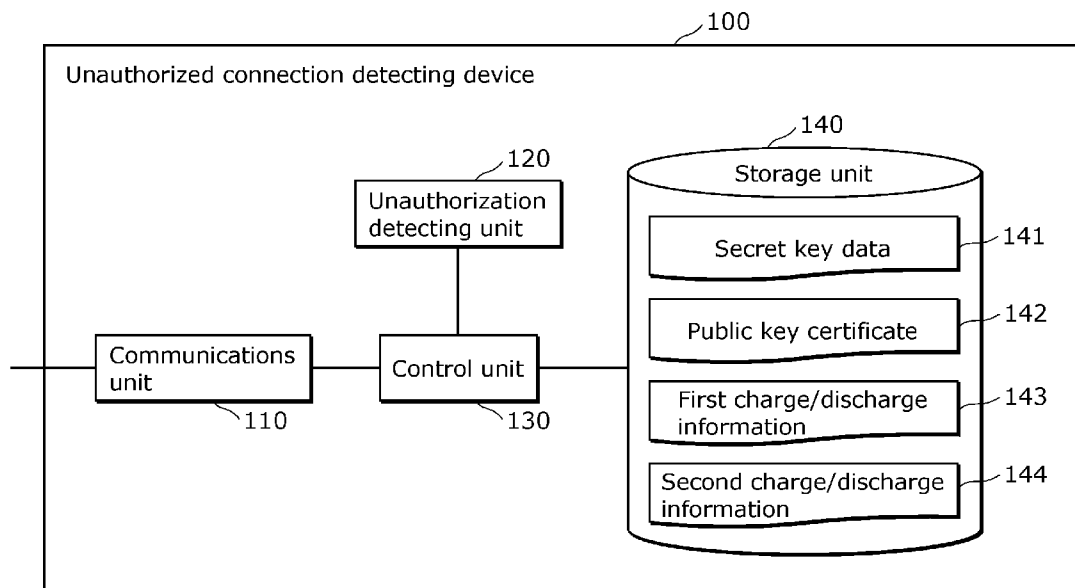 100
Unauthorized connection detecting device
140
120
Storage unit
Unauthorization
detecting unit
Secret key data
141
Public key certificate
142
Communications
unit
Control unit
110
130
First charge/discharge
information
143
Second charge/discharge
information
144